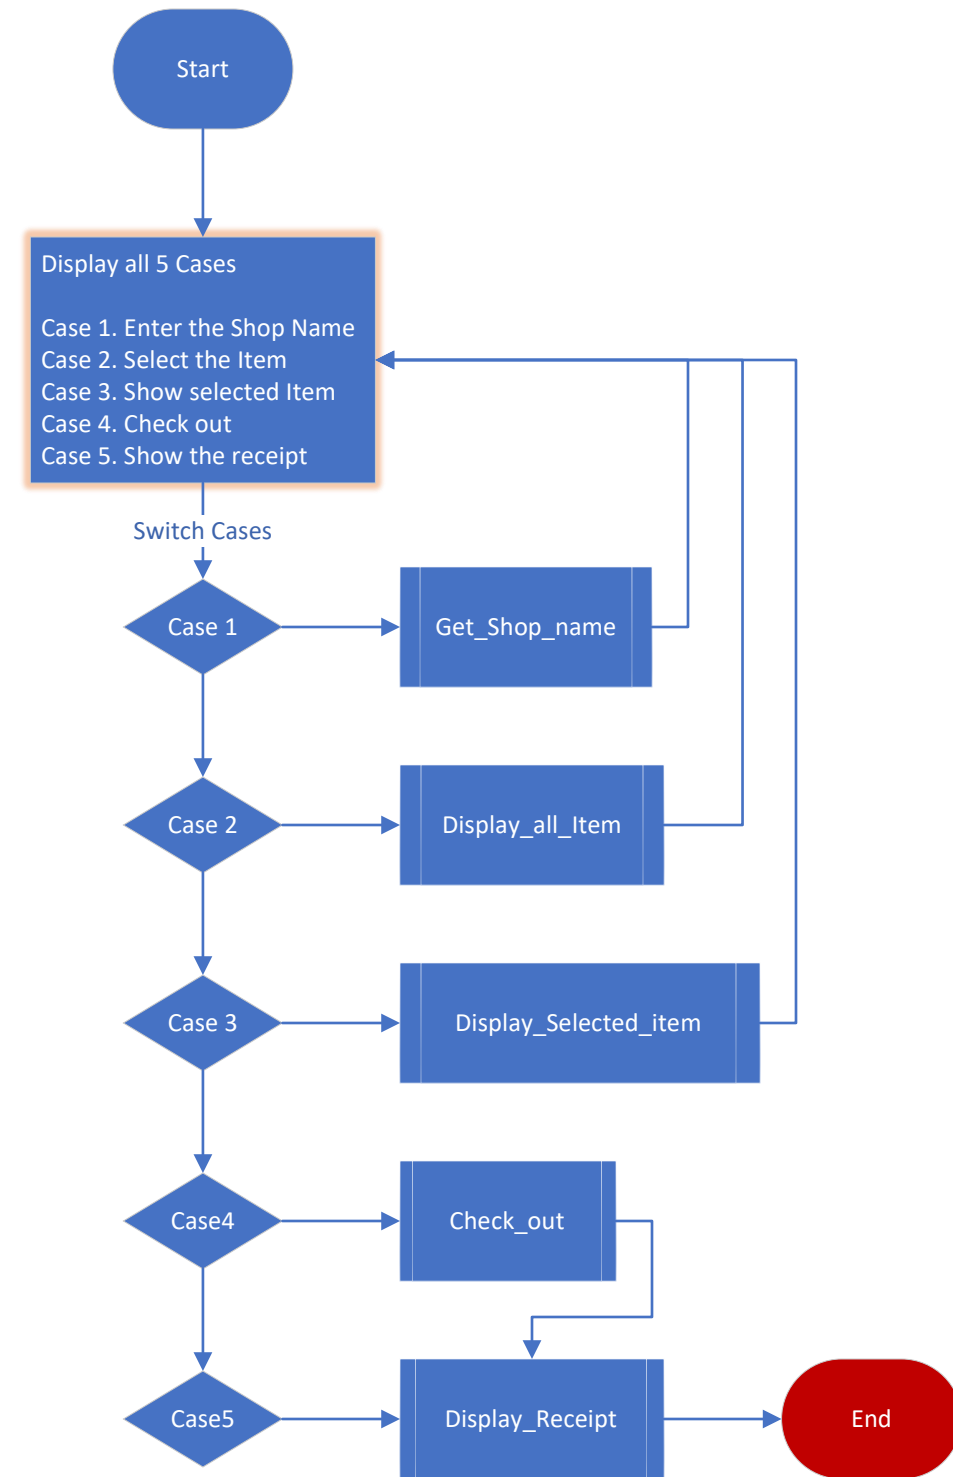 Start
Display all 5 Cases
Case 1. Enter the Shop Name
Case 2. Select the Item
Case 3. Show selected Item
Case 4. Check out
Case 5. Show the receipt
Switch Cases
Case 1
Get_Shop_name
Case 2
Display_all_Item
Case 3
Display_Selected_item
Case4
Check_out
Case5
Display_Receipt
End